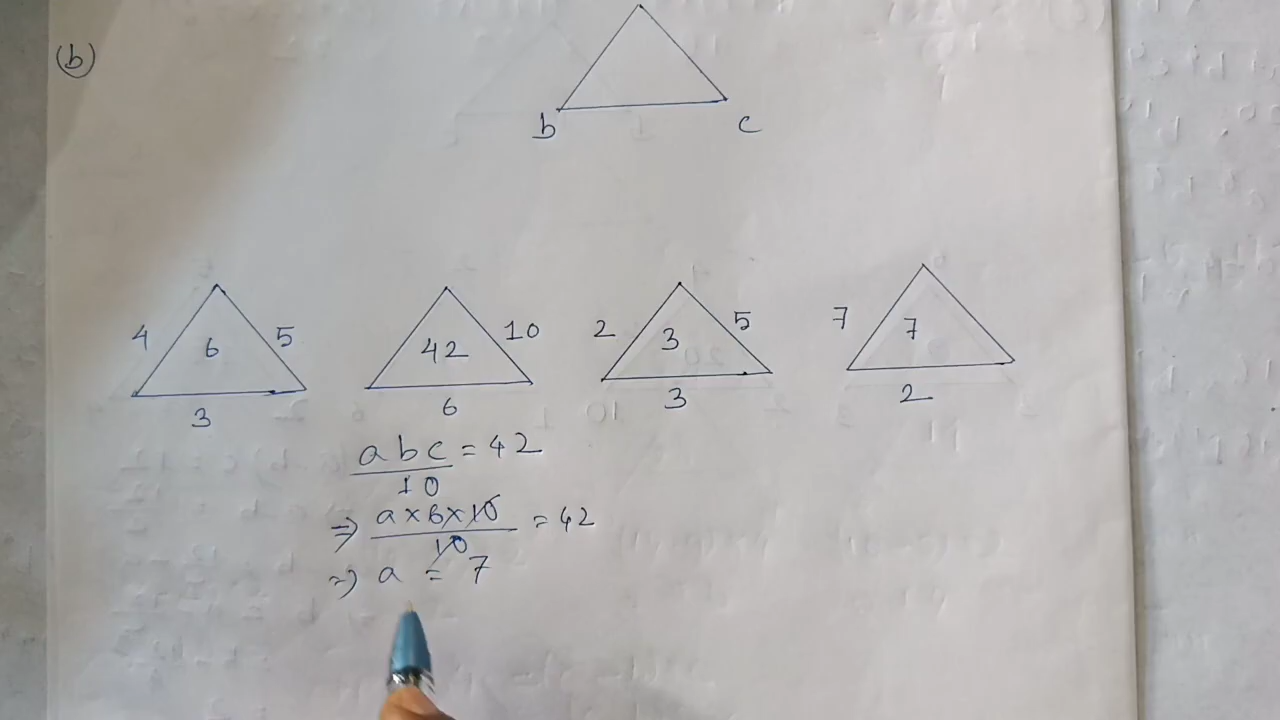 (b)
b c
4 6 5 3
42 10 6
2 3 5 3
7 7 2
abc/10 = 42
⇒ a×6×10/10 = 42
⇒ a = 7